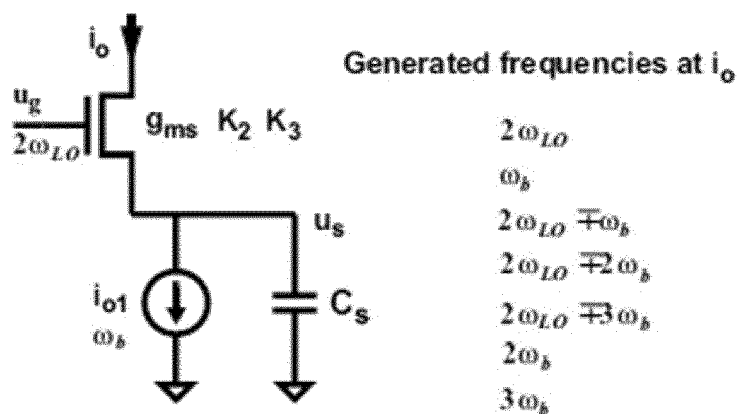 i_o
Generated frequencies at i_o
u_g
2ω_LO
g_ms K_2 K_3
u_s
i_o1
ω_b
C_s
2ω_LO
ω_b
2ω_LO ∓ω_b
2ω_LO ∓2ω_b
2ω_LO ∓3ω_b
2ω_b
3ω_b